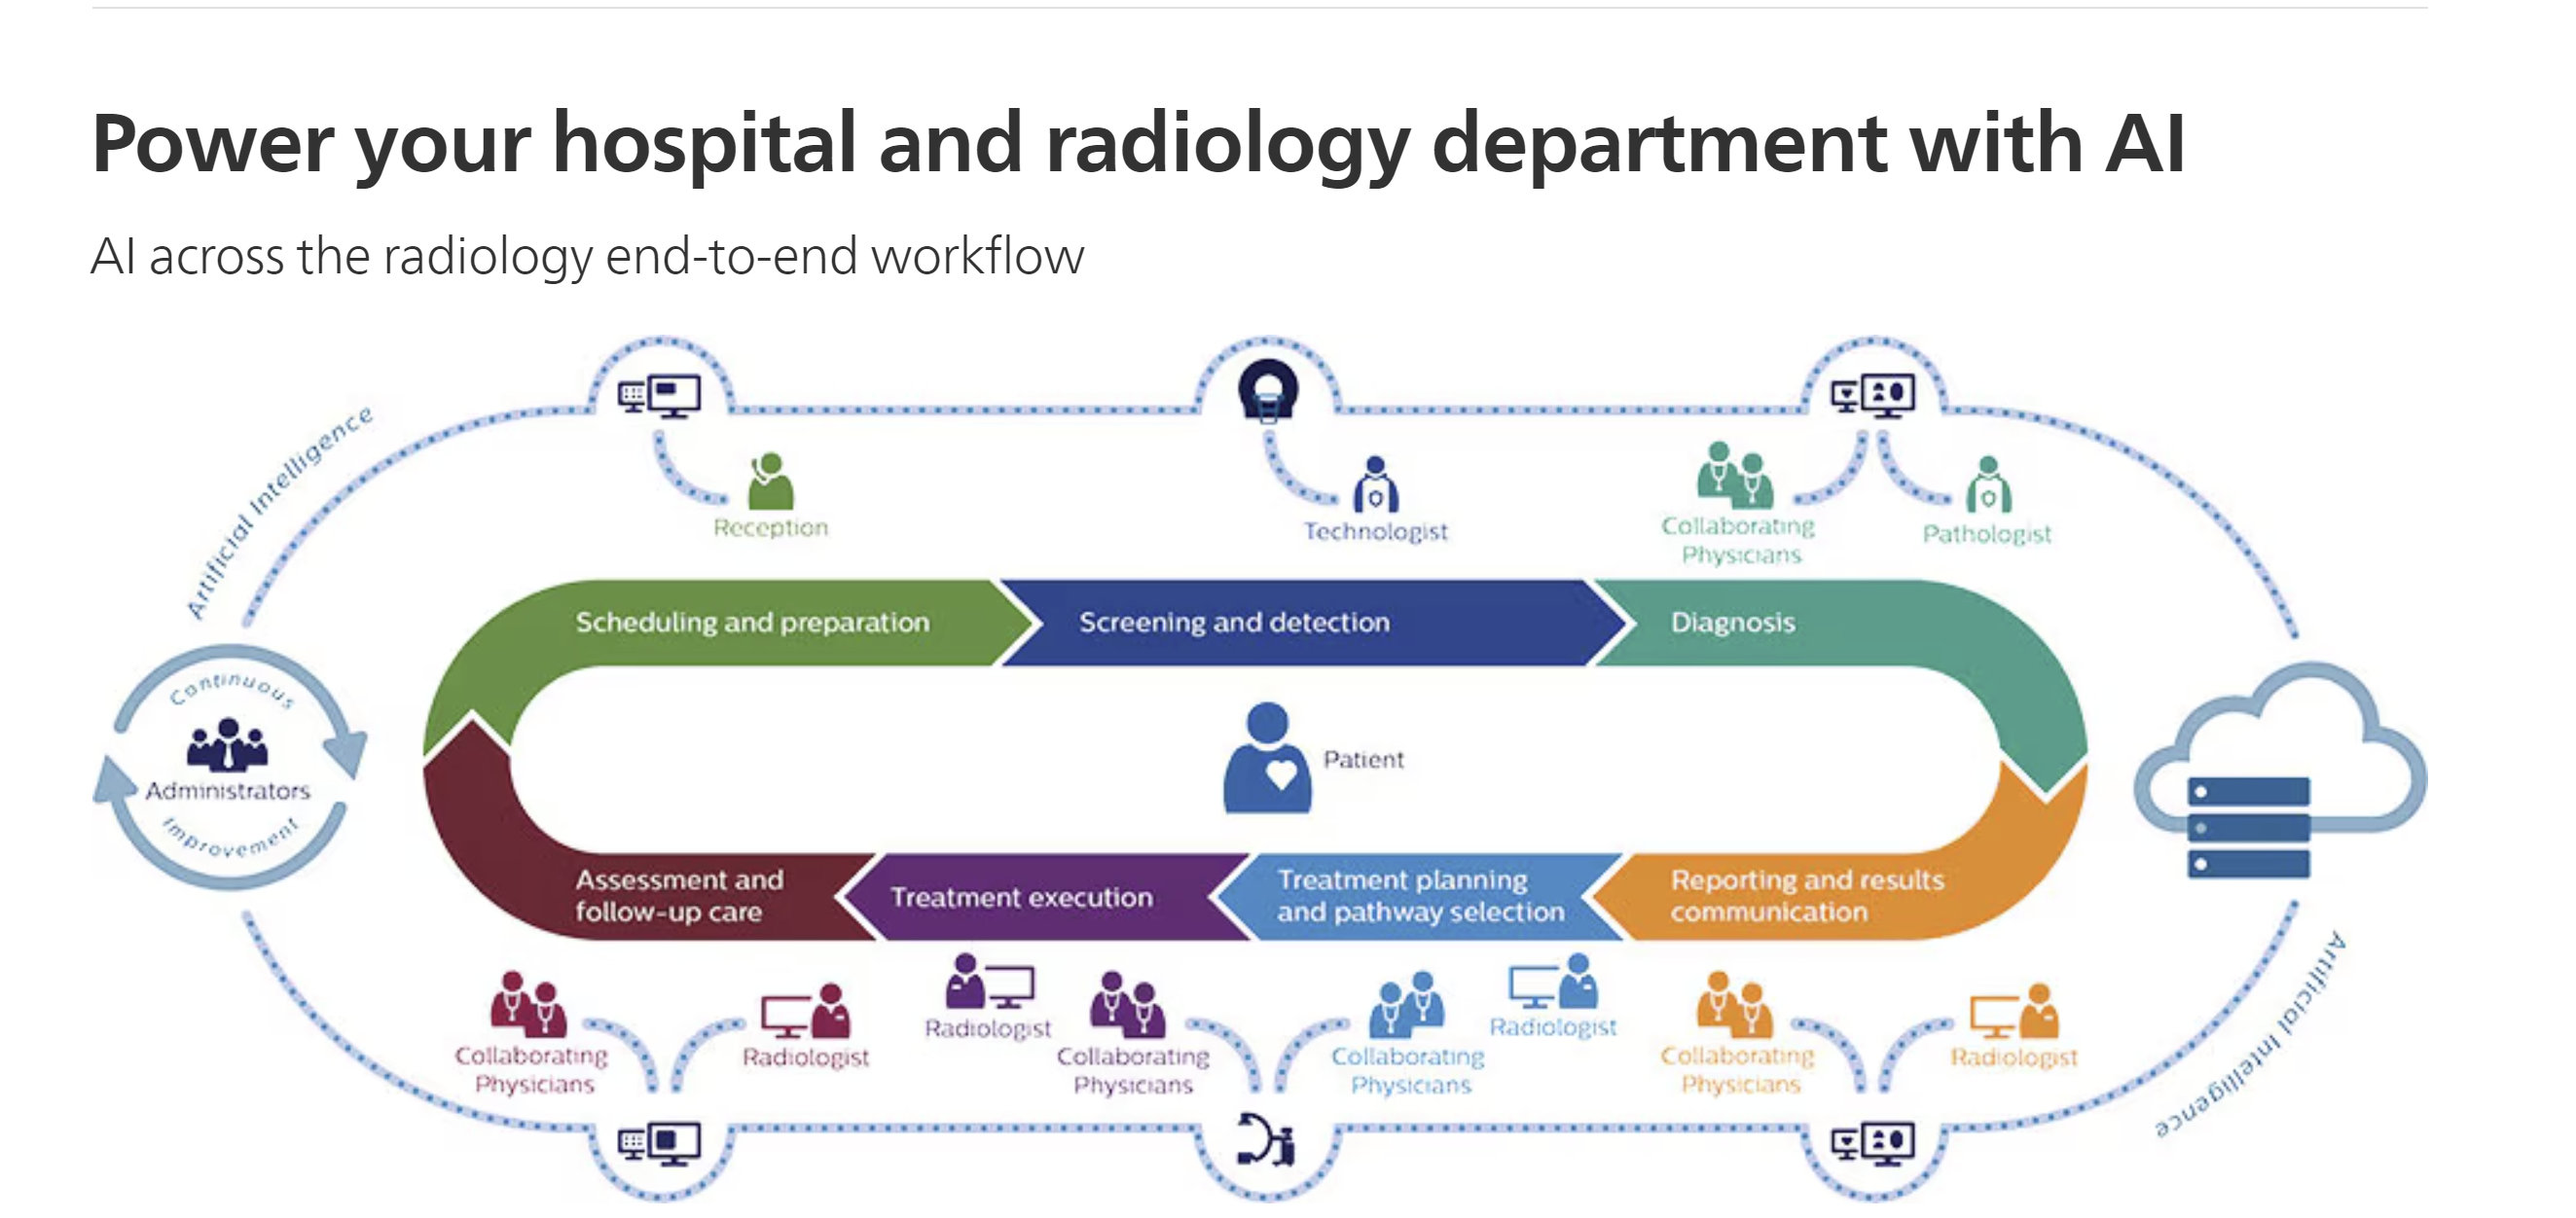 Power your hospital and radiology department with AI
AI across the radiology end-to-end workflow
Artificial Intelligence
Reception
Technologist
Collaborating
Physicians
Pathologist
Scheduling and preparation
Screening and detection
Diagnosis
Continuous
Administrators
Improvement
Patient
Assessment and
follow-up care
Treatment execution
Treatment planning
and pathway selection
Reporting and results
communication
Collaborating
Physicians
Radiologist
Radiologist
Collaborating
Physicians
Collaborating
Physicians
Radiologist
Collaborating
Physicians
Radiologist
Artificial Intelligence